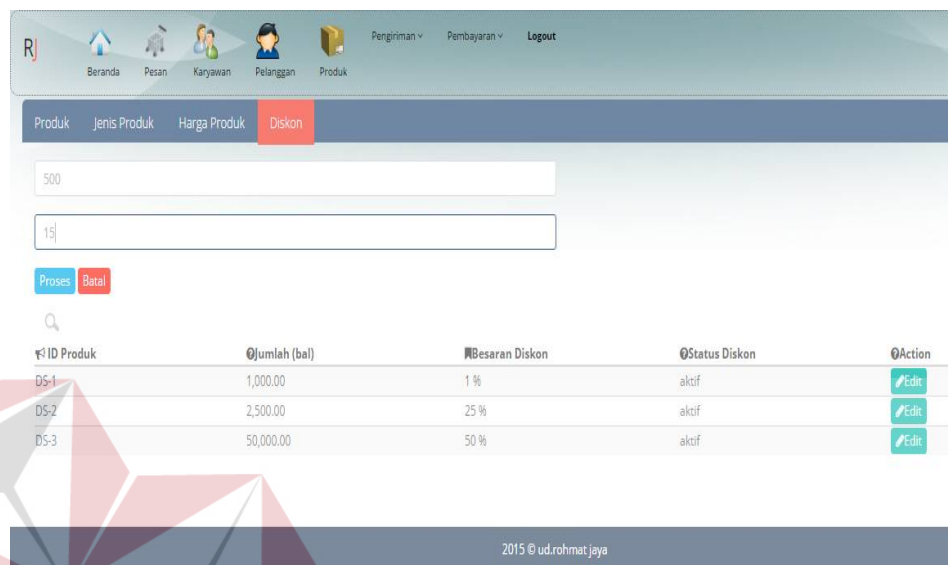 RJ
Beranda Pesan Karyawan Pelanggan Produk Pengiriman Pembayaran Logout
Produk Jenis Produk Harga Produk Diskon
500
15
Proses Batal
ID Produk Jumlah (bal) Besaran Diskon Status Diskon Action
DS-1 1,000.00 1 % aktif Edit
DS-2 2,500.00 25 % aktif Edit
DS-3 50,000.00 50 % aktif Edit
2015 © ud.rohmat jaya